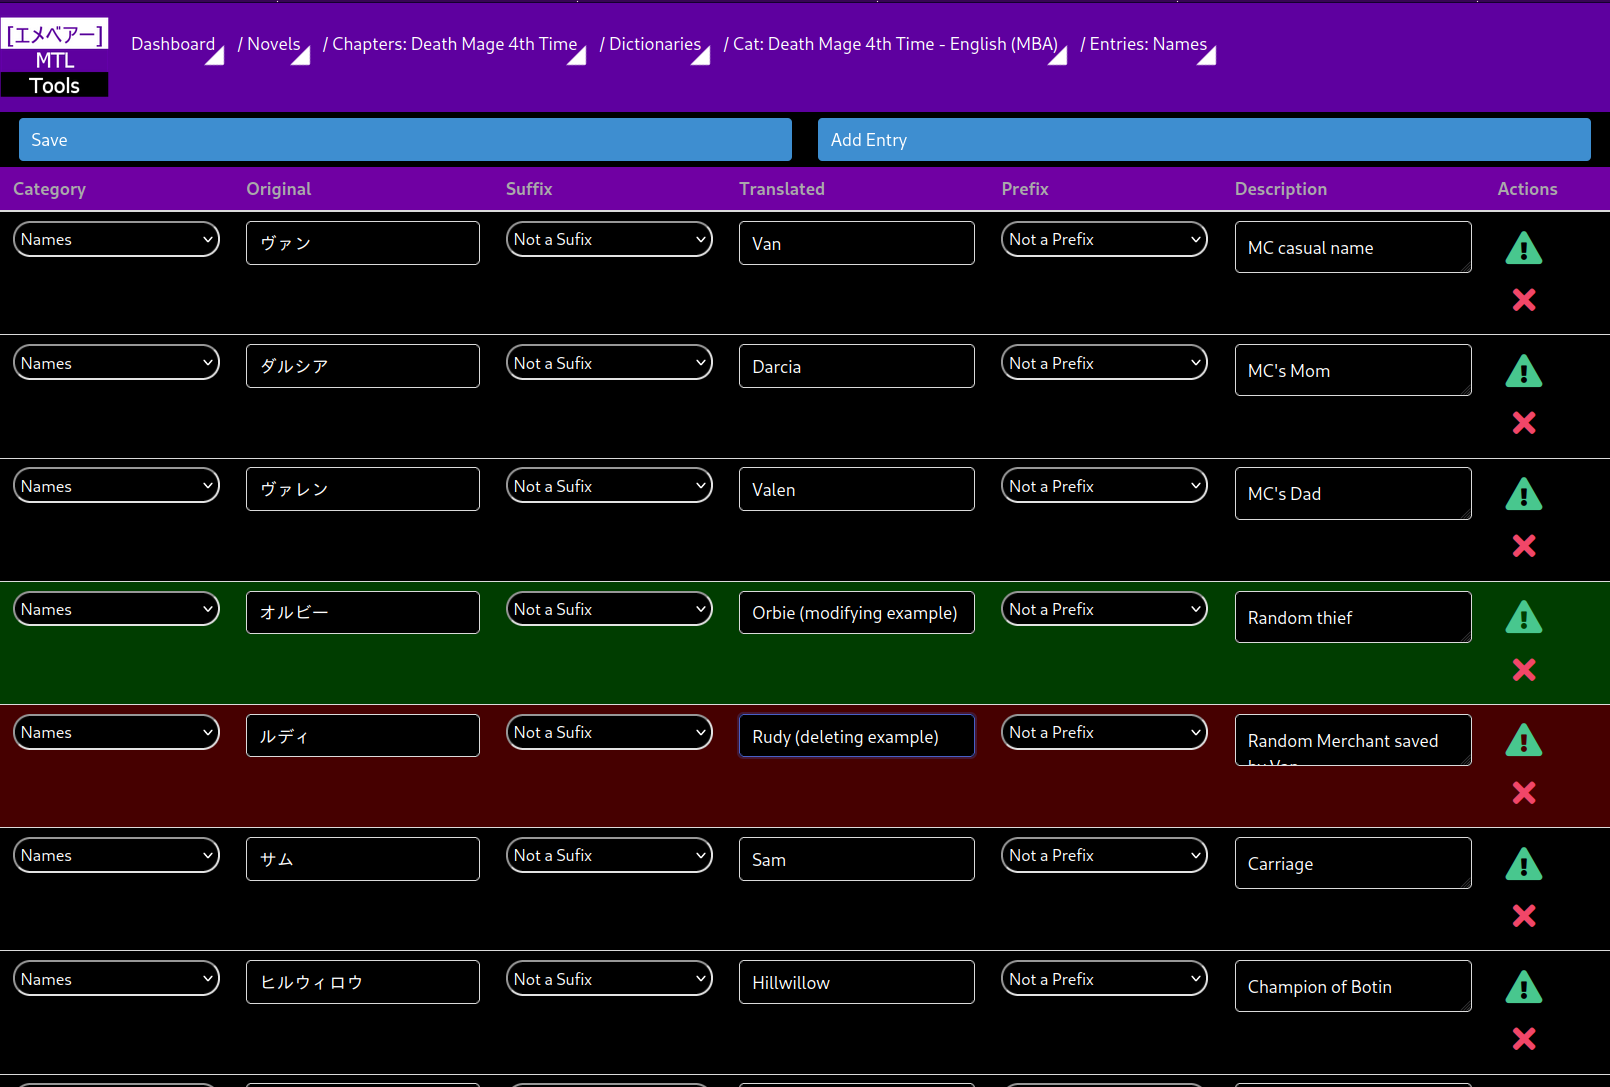 [エメベアー]
MTL
Tools
Dashboard / Novels / Chapters: Death Mage 4th Time / Dictionaries / Cat: Death Mage 4th Time - English (MBA) / Entries: Names
Save Add Entry
Category Original Suffix Translated Prefix Description Actions
Names ヴァン Not a Sufix Van Not a Prefix MC casual name
Names ダルシア Not a Sufix Darcia Not a Prefix MC's Mom
Names ヴァレン Not a Sufix Valen Not a Prefix MC's Dad
Names オルビー Not a Sufix Orbie (modifying example) Not a Prefix Random thief
Names ルディ Not a Sufix Rudy (deleting example) Not a Prefix Random Merchant saved
by Van
Names サム Not a Sufix Sam Not a Prefix Carriage
Names ヒルウィロウ Not a Sufix Hillwillow Not a Prefix Champion of Botin